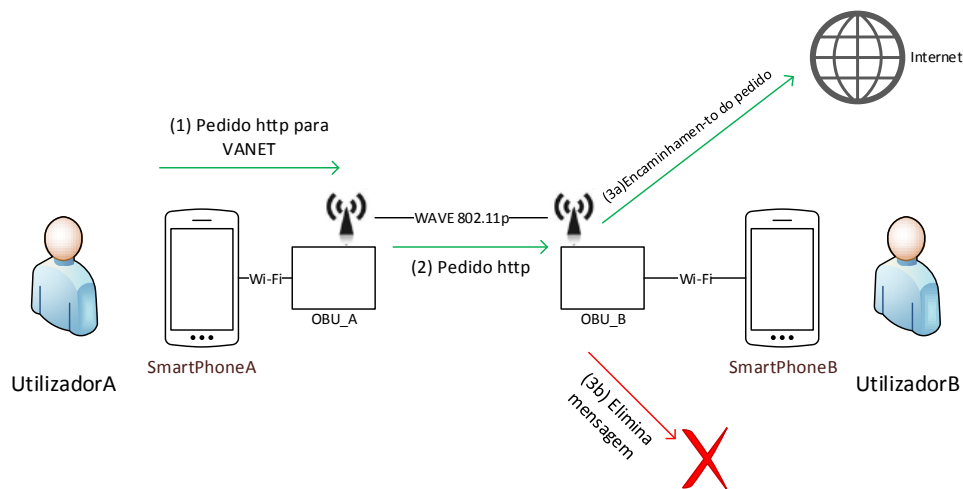 (1) Pedido http para
VANET
(3a)Encaminhamen-to do pedido
Internet
WAVE 802.11p
(2) Pedido http
Wi-Fi
Wi-Fi
OBU_A
OBU_B
SmartPhoneA
SmartPhoneB
UtilizadorA
UtilizadorB
(3b) Elimina
mensagem